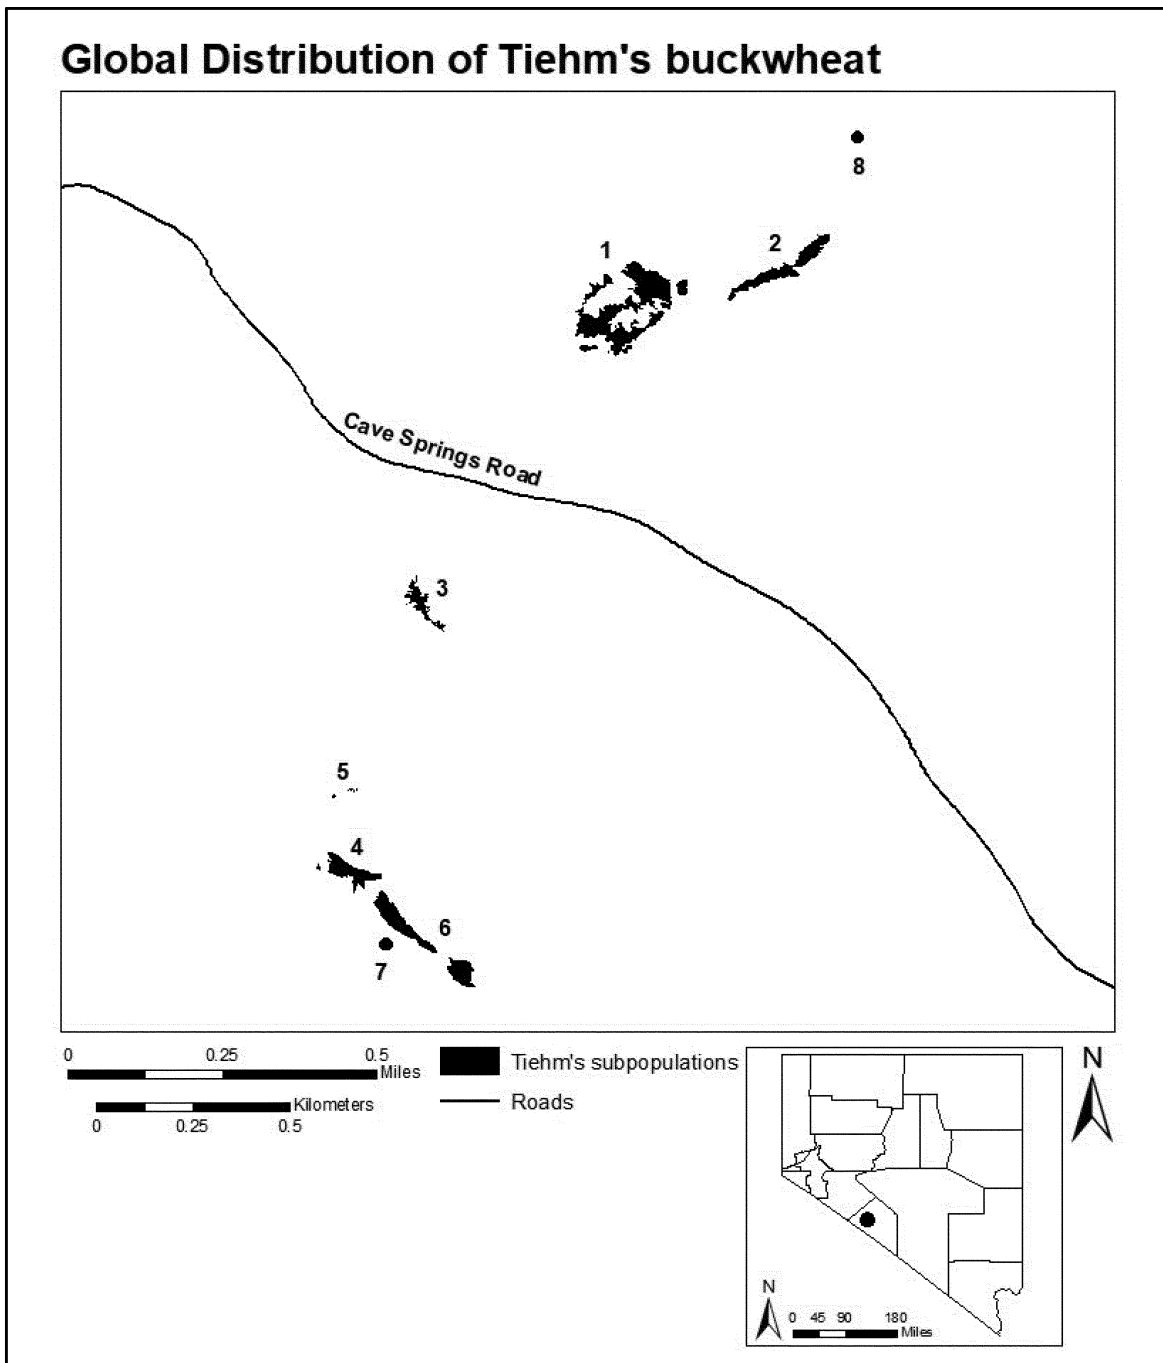 Global Distribution of Tiehm's buckwheat
8
1
2
Cave Springs Road
3
5
4
6
7
0 0.25 0.5
Miles
Kilometers
0 0.25 0.5
Tiehm's subpopulations
Roads
N
N
0 45 90 180
Miles